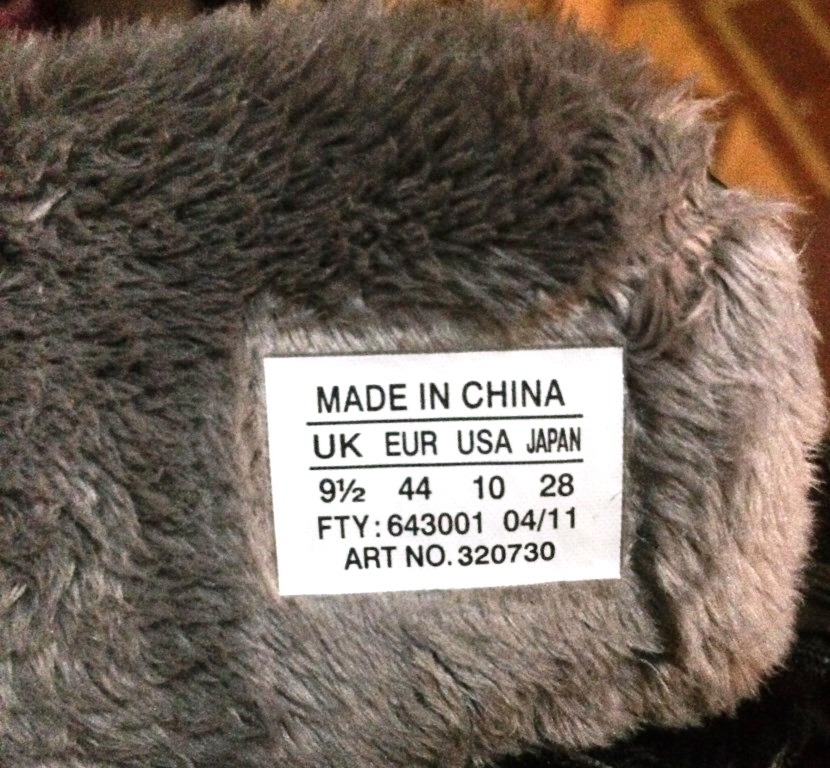 MADE IN CHINA
UK EUR USA JAPAN
9½ 44 10 28
FTY:643001 04/11
ART NO.320730